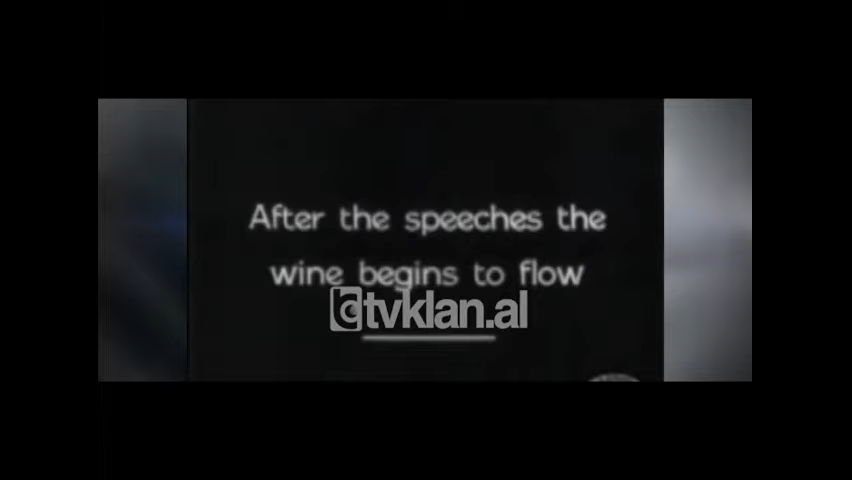 After the speeches the
wine begins to flow
tvklan.al